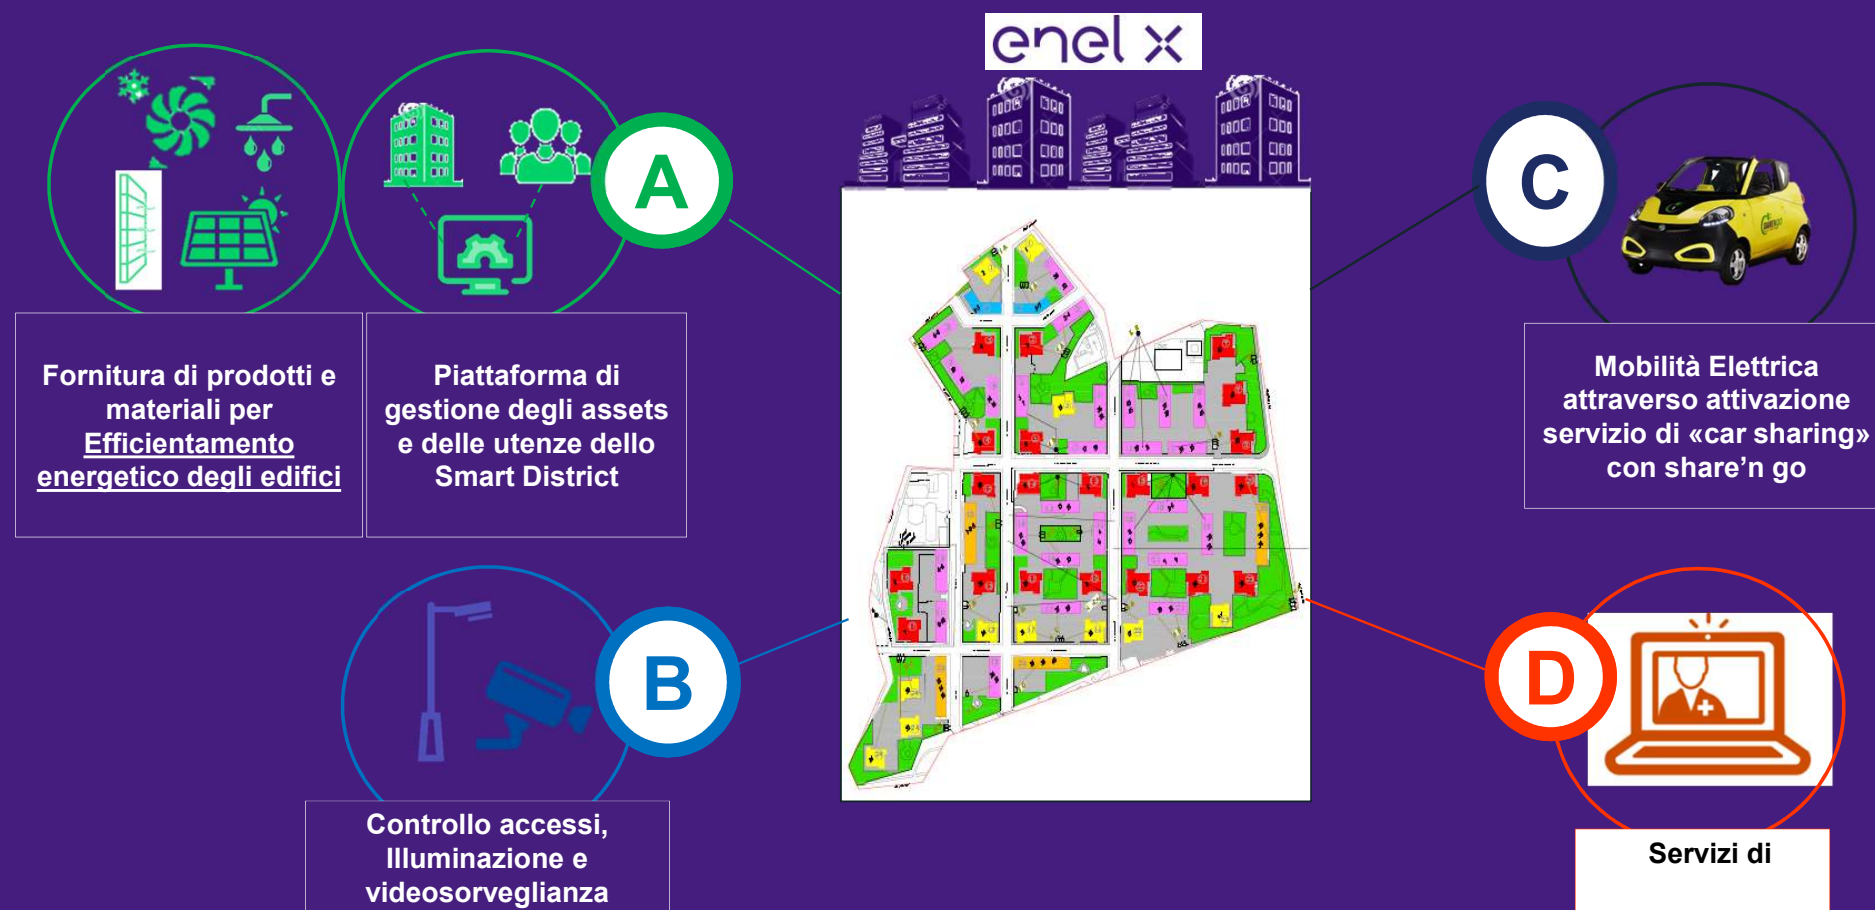 enel x
A
Fornitura di prodotti e
materiali per
Efficientamento
energetico degli edifici
Piattaforma di
gestione degli assets
e delle utenze dello
Smart District
B
Controllo accessi,
Illuminazione e
videosorveglianza
C
Mobilità Elettrica
attraverso attivazione
servizio di «car sharing»
con share’n go
D
Servizi di